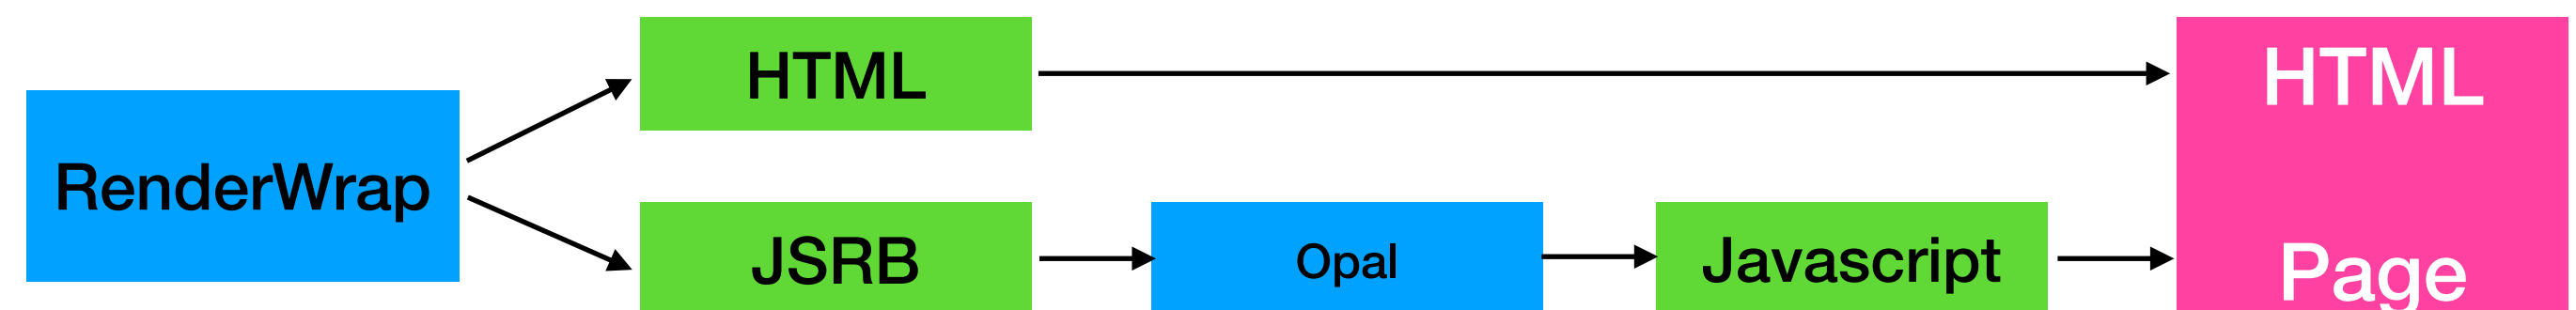 RenderWrap
HTML
JSRB
Opal
Javascript
HTML
Page